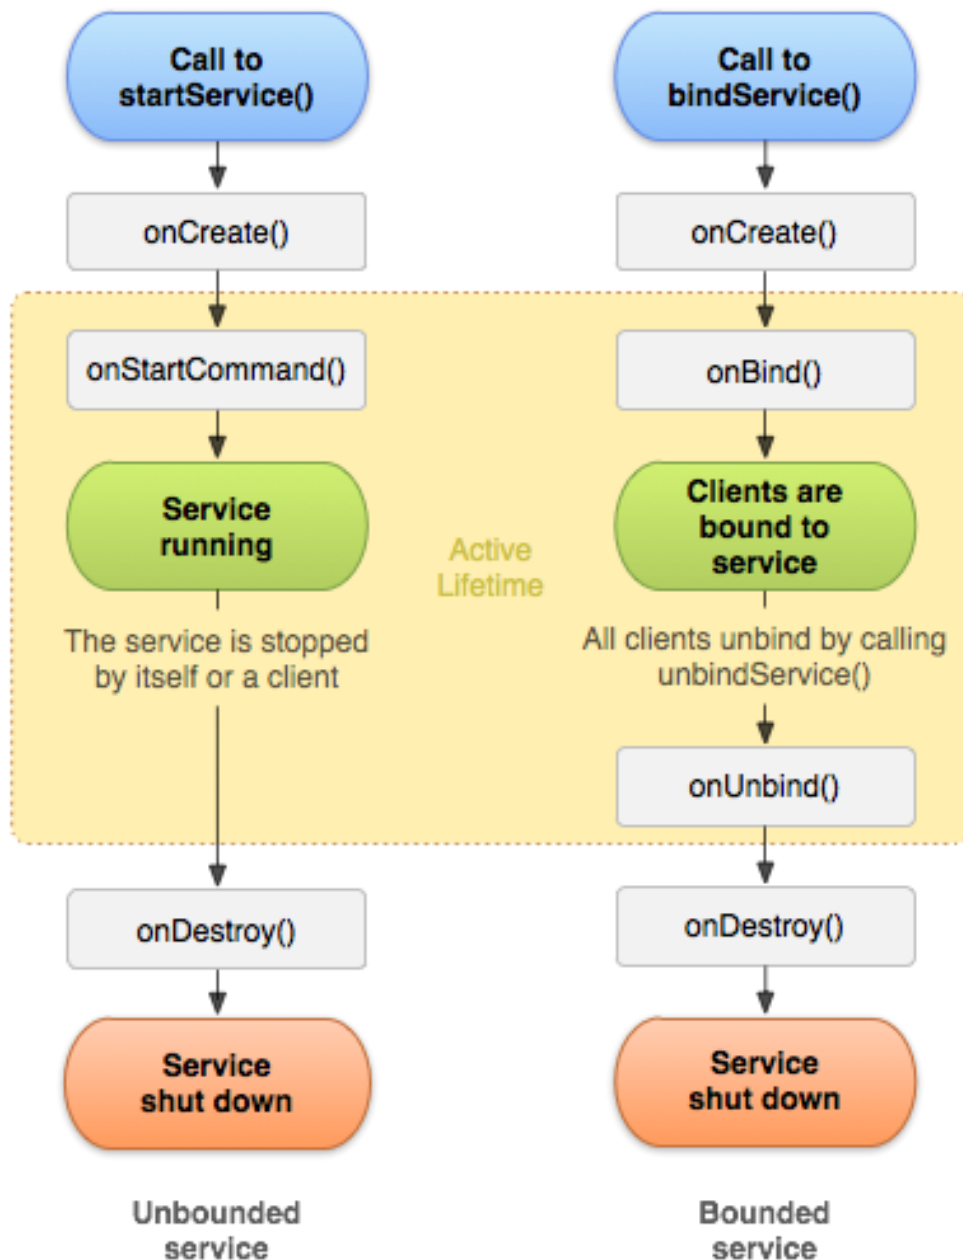 Call to
startService()
onCreate()
onStartCommand()
Service
running
The service is stopped
by itself or a client
onDestroy()
Service
shut down
Unbounded
service
Active
Lifetime
Call to
bindService()
onCreate()
onBind()
Clients are
bound to
service
All clients unbind by calling
unbindService()
onUnbind()
onDestroy()
Service
shut down
Bounded
service